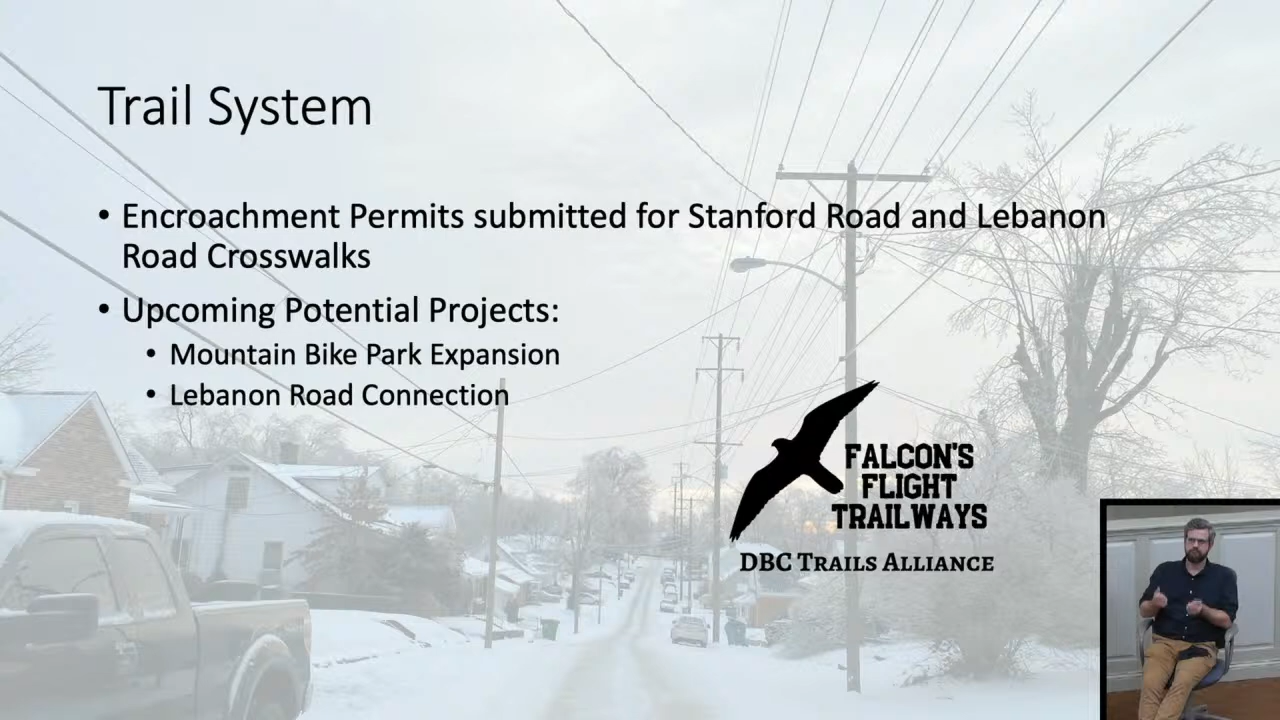 Trail System
• Encroachment Permits submitted for Stanford Road and Lebanon
Road Crosswalks
• Upcoming Potential Projects:
• Mountain Bike Park Expansion
• Lebanon Road Connection
FALCON'S
FLIGHT
TRAILWAYS
DBC TRAILS ALLIANCE